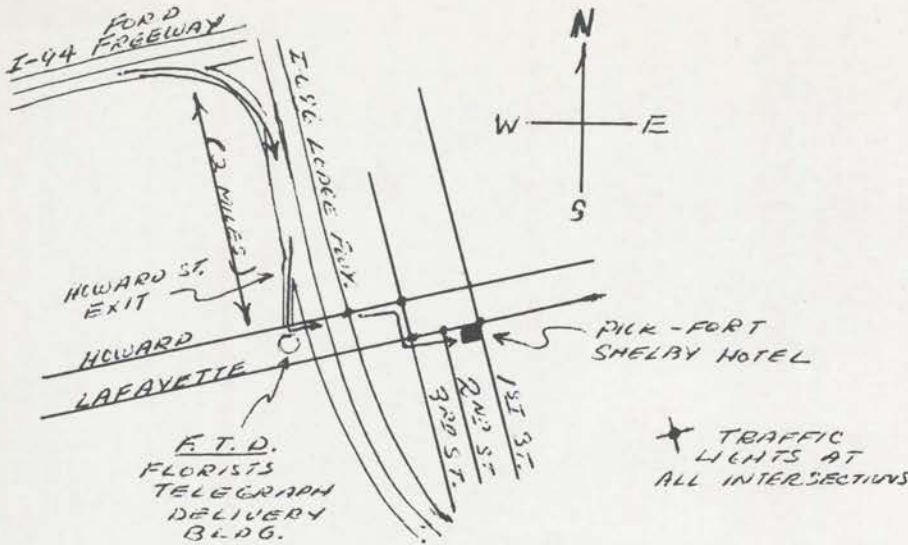 FORD
I-94 FREEWAY
I 696 LODGE FWY.
N
W
E
S
(3 MILES)
HOWARD ST.
EXIT
HOWARD
LAFAYETTE
PICK-FORT
SHELBY HOTEL
1ST ST.
2ND ST
3RD ST.
F.T.D.
FLORISTS
TELEGRAPH
DELIVERY
BLDG.
TRAFFIC
LIGHTS AT
ALL INTERSECTIONS